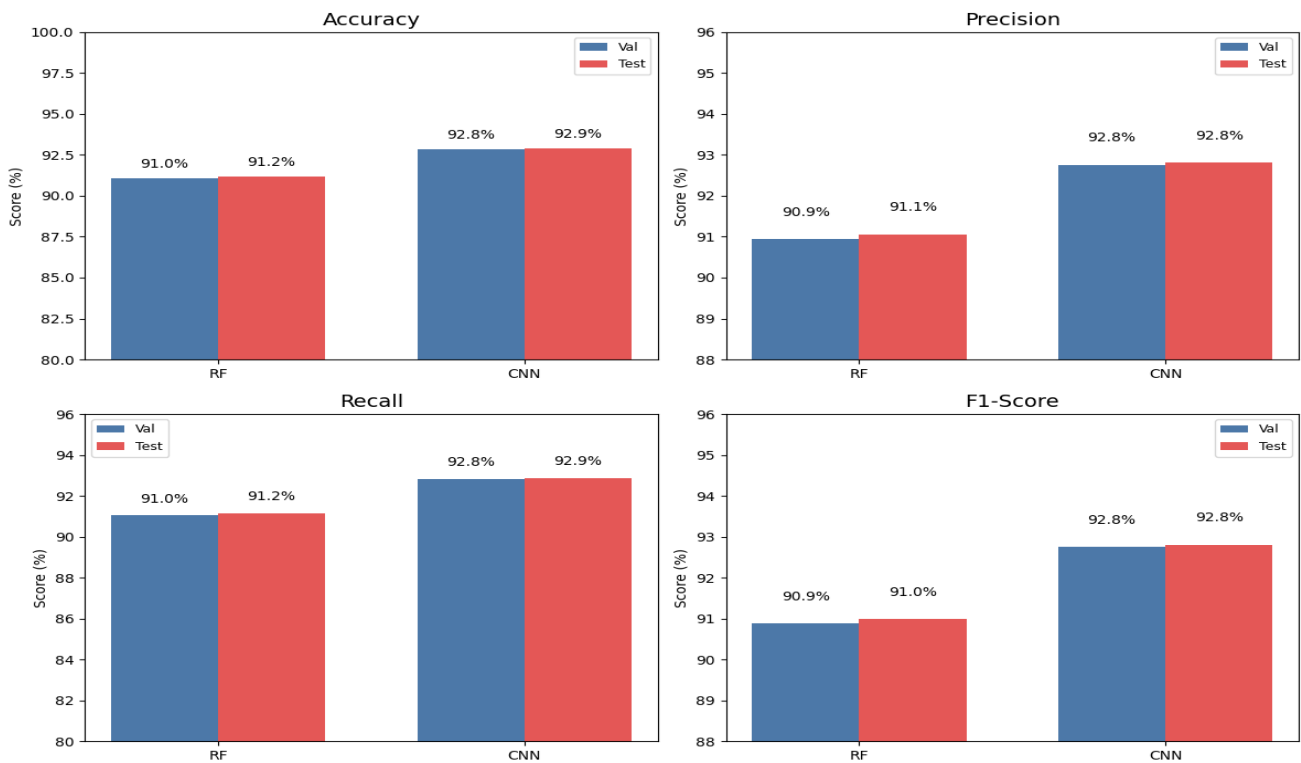 Accuracy
Score (%)
100.0
97.5
95.0
92.5
90.0
87.5
85.0
82.5
80.0
Val
Test
91.0%
91.2%
92.8%
92.9%
RF
CNN
Precision
Score (%)
96
95
94
93
92
91
90
89
88
Val
Test
90.9%
91.1%
92.8%
92.8%
RF
CNN
Recall
Score (%)
96
94
92
90
88
86
84
82
80
Val
Test
91.0%
91.2%
92.8%
92.9%
RF
CNN
F1-Score
Score (%)
96
95
94
93
92
91
90
89
88
Val
Test
90.9%
91.0%
92.8%
92.8%
RF
CNN